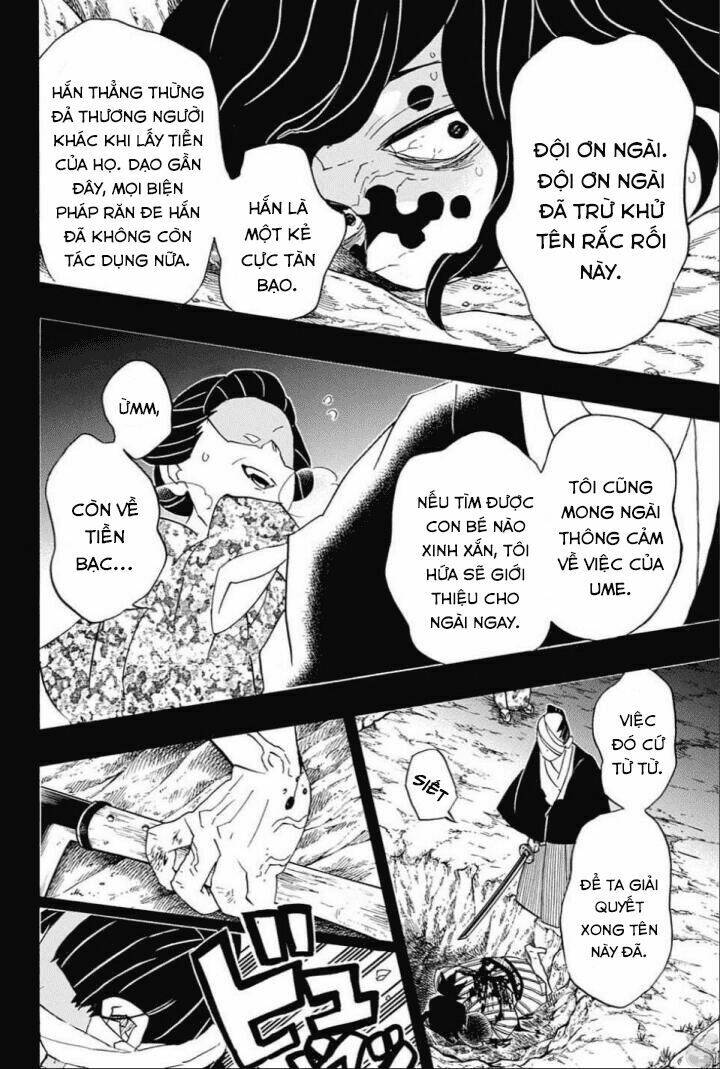 ĐỘI ƠN NGÀI.
ĐỘI ƠN NGÀI
ĐÃ TRỪ KHỬ
TÊN RẮC RỐI
NÀY.
HẮN LÀ
MỘT KẺ
CỰC TÀN
BẠO.
HẮN THẲNG THỪNG
ĐẢ THƯƠNG NGƯỜI
KHÁC KHI LẤY TIỀN
CỦA HỌ. DẠO GẦN
ĐÂY, MỌI BIỆN
PHÁP RĂN ĐE HẮN
ĐÃ KHÔNG CÒN
TÁC DỤNG NỮA.
TÔI CŨNG
MONG NGÀI
THÔNG CẢM
VỀ VIỆC CỦA
UME.
NẾU TÌM ĐƯỢC
CON BÉ NÀO
XINH XẮN, TÔI
HỨA SẼ GIỚI
THIỆU CHO
NGÀI NGAY.
ỪMM,
CÒN VỀ
TIỀN
BẠC...
VIỆC
ĐÓ CỨ
TỪ TỪ.
ĐỂ TA GIẢI
QUYẾT
XONG TÊN
NÀY ĐÃ.
SIẾT
ビュ